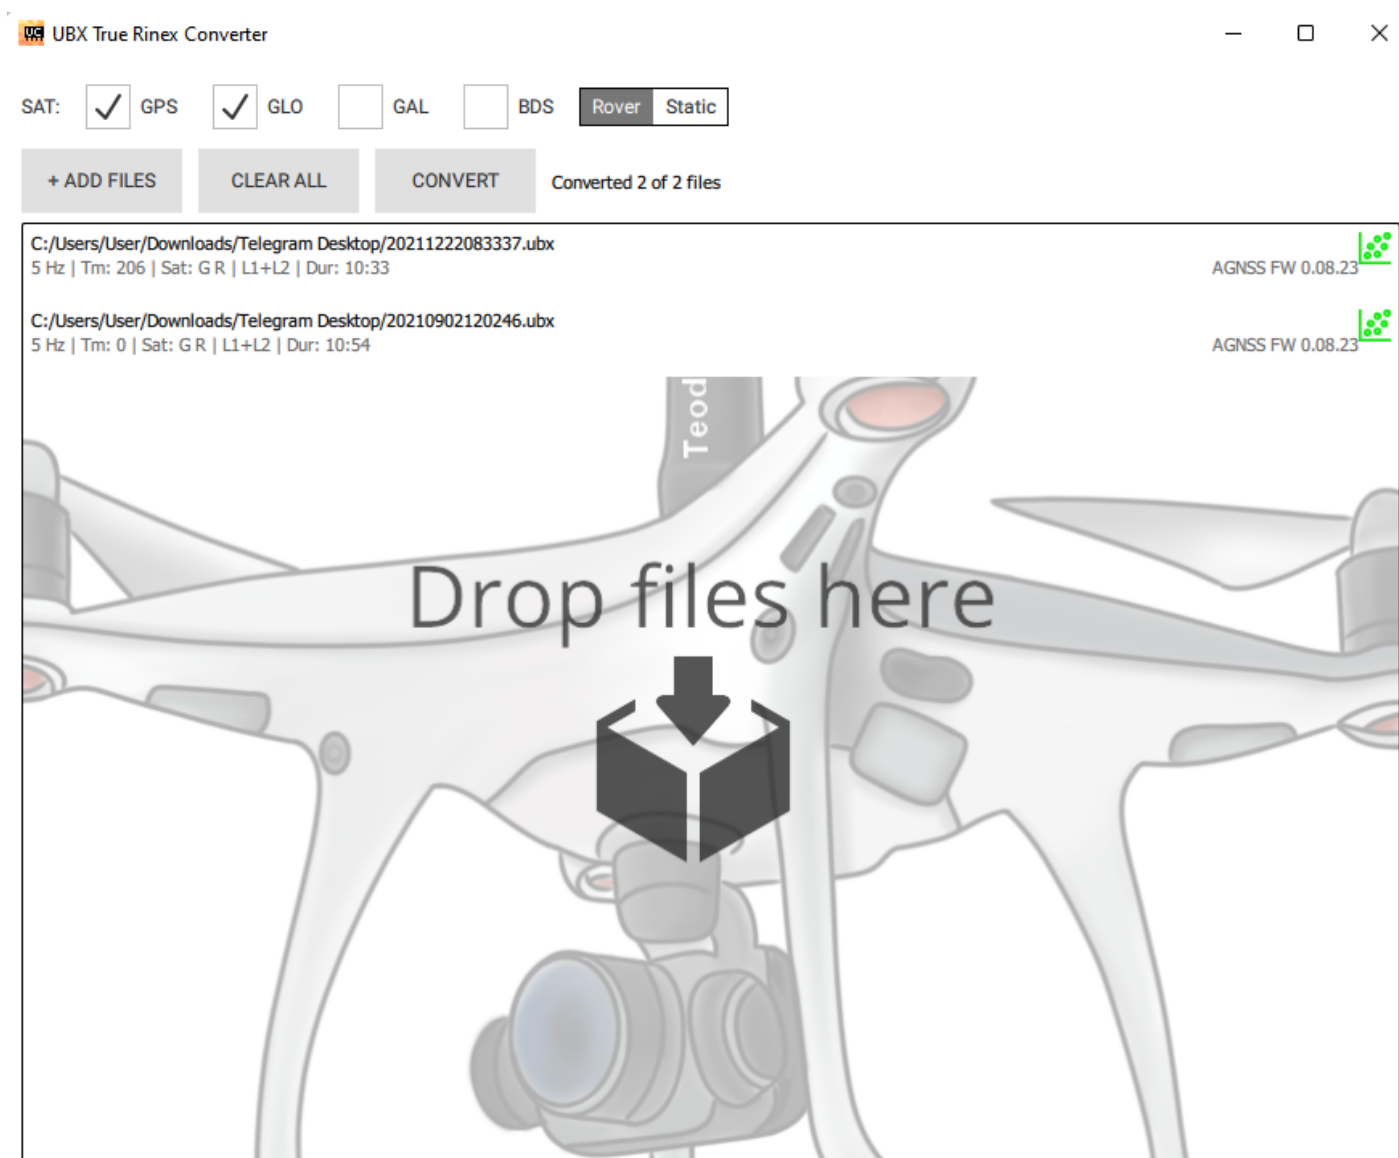 UC UBX True Rinex Converter
SAT: GPS GLO GAL BDS Rover Static
+ ADD FILES CLEAR ALL CONVERT Converted 2 of 2 files
C:/Users/User/Downloads/Telegram Desktop/20211222083337.ubx
5 Hz | Tm: 206 | Sat: G R | L1+L2 | Dur: 10:33 AGNSS FW 0.08.23
C:/Users/User/Downloads/Telegram Desktop/20210902120246.ubx
5 Hz | Tm: 0 | Sat: G R | L1+L2 | Dur: 10:54 AGNSS FW 0.08.23
Teod
Drop files here